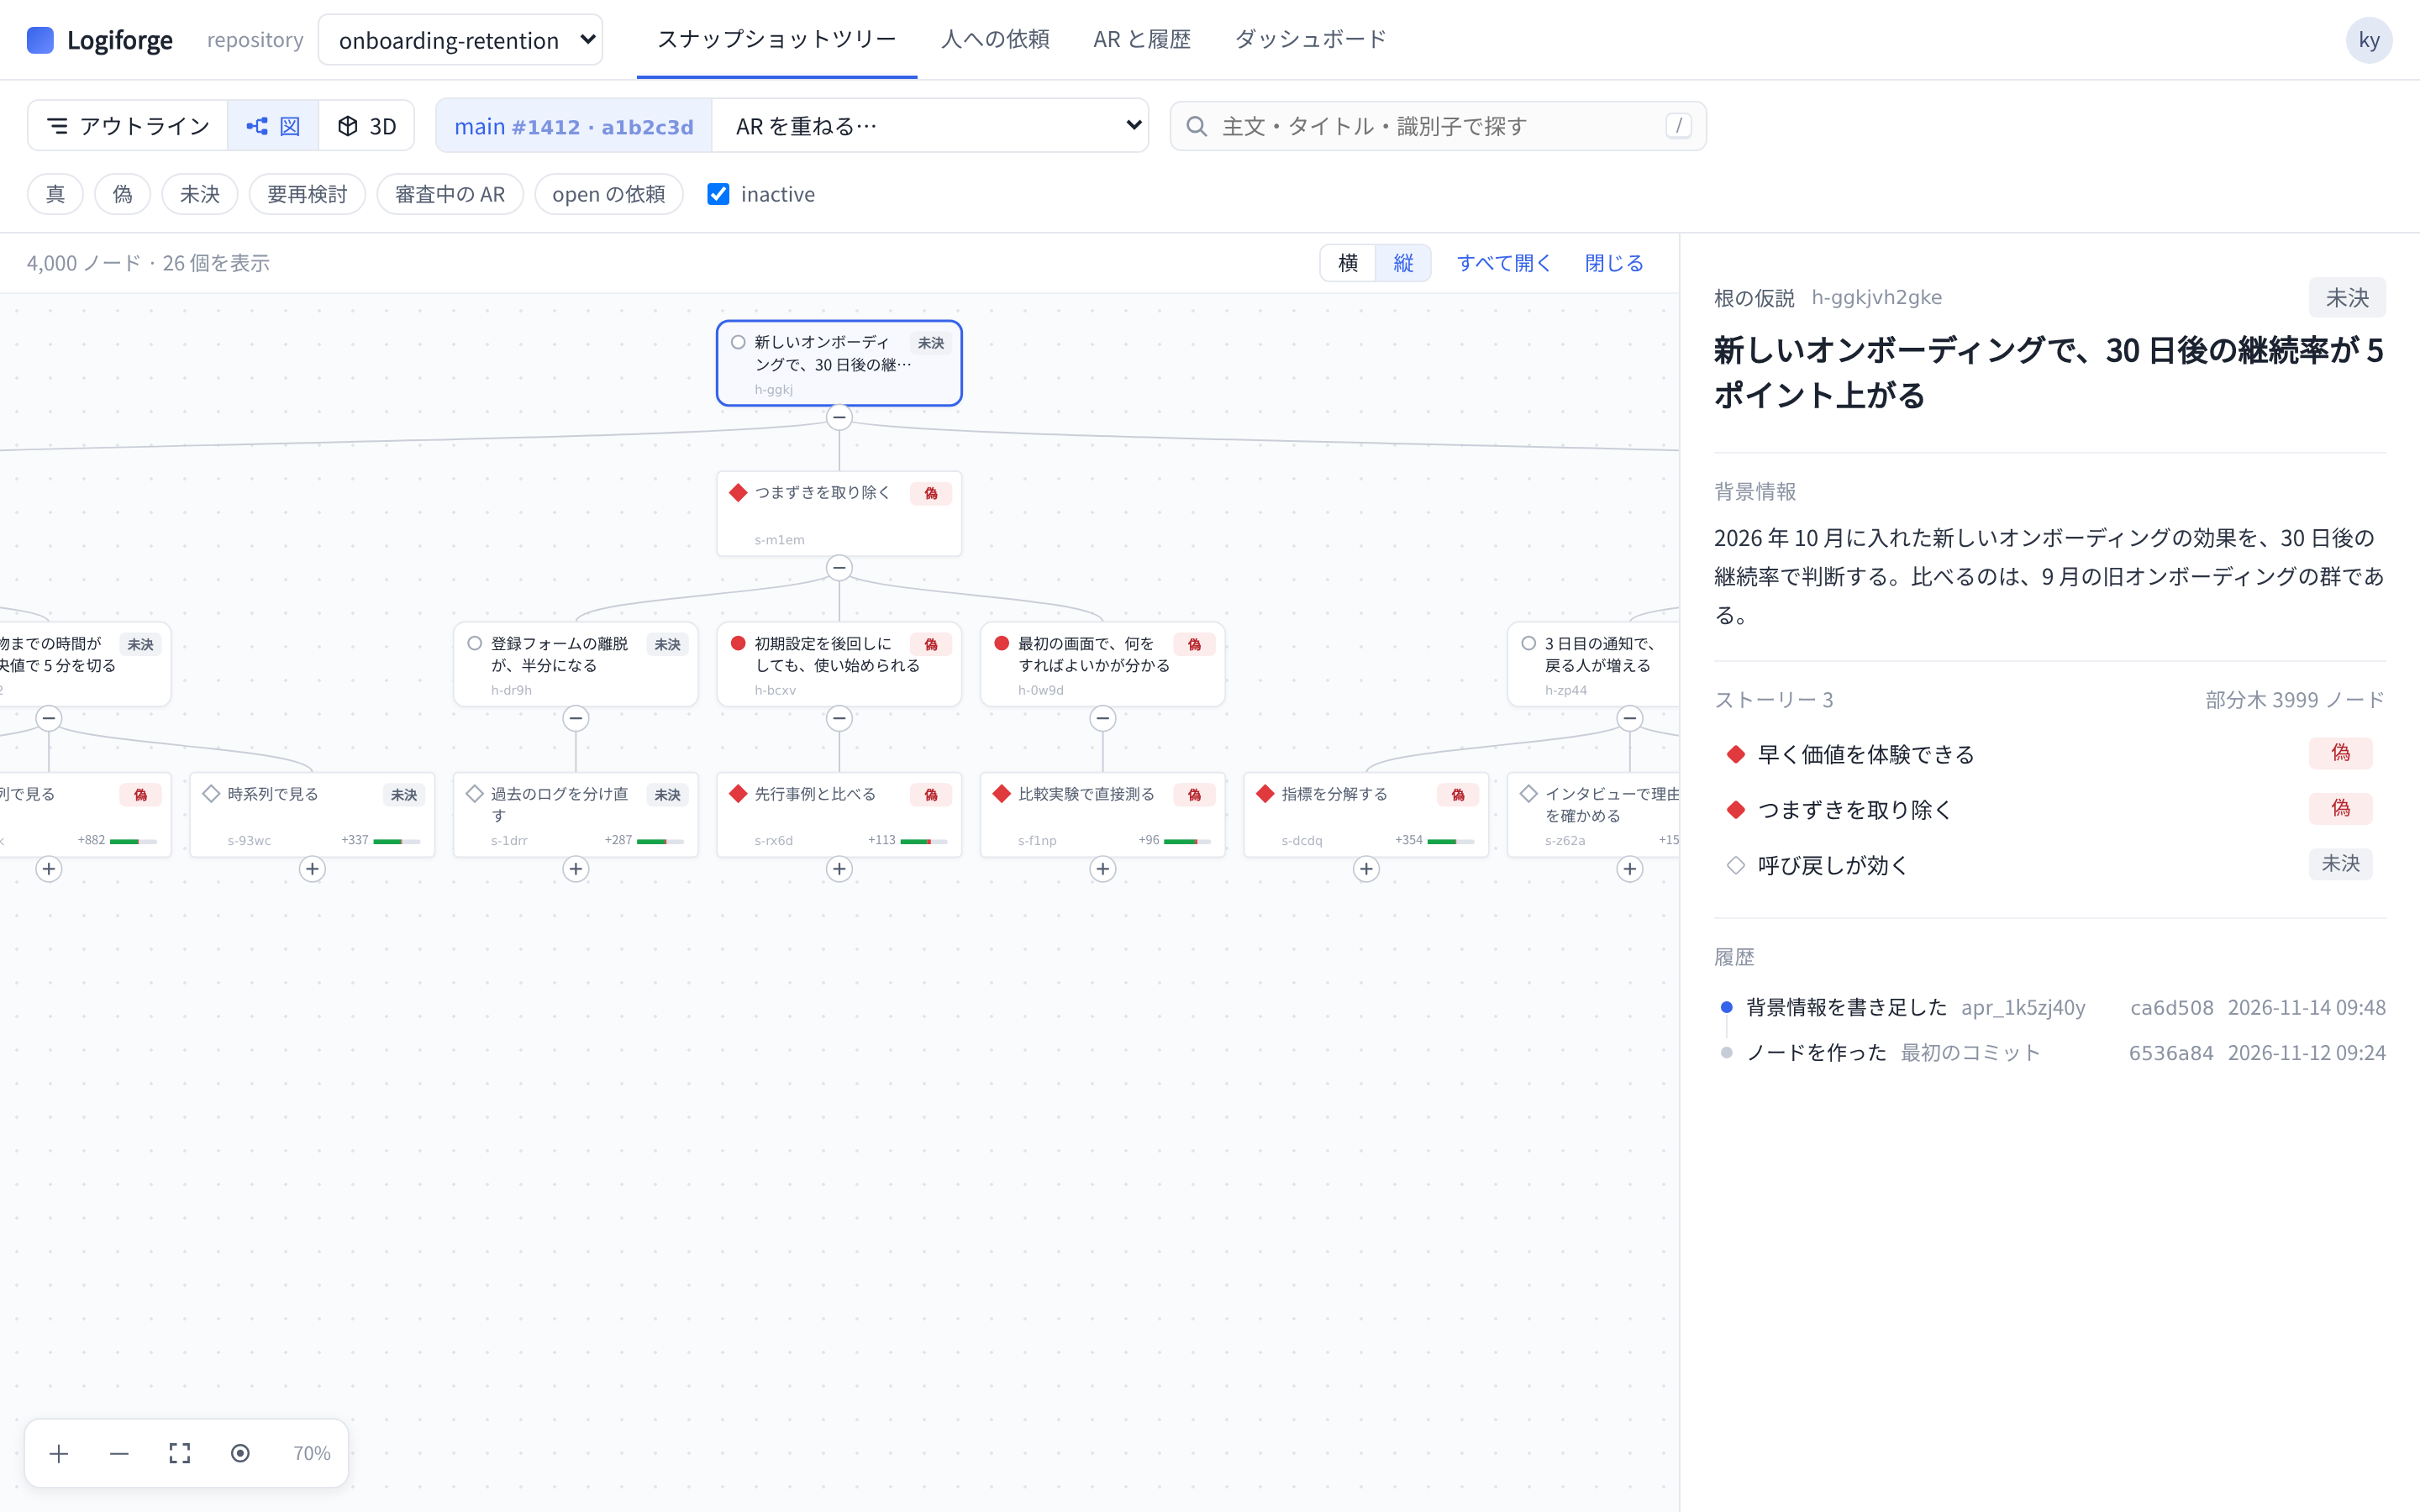 Logiforge
repository
onboarding-retention
スナップショットツリー
人への依頼
AR と履歴
ダッシュボード
ky
アウトライン
図
3D
main #1412 · a1b2c3d
AR を重ねる…
主文・タイトル・識別子で探す
/
真
偽
未決
要再検討
審査中の AR
open の依頼
inactive
4,000 ノード · 26 個を表示
横
縦
すべて開く
閉じる
新しいオンボーディ
ングで、30 日後の継…
未決
h-ggkj
つまずきを取り除く
偽
s-m1em
物までの時間が
央値で 5 分を切る
未決
2
登録フォームの離脱
が、半分になる
未決
h-dr9h
初期設定を後回しに
しても、使い始められる
偽
h-bcxv
最初の画面で、何を
すればよいかが分かる
偽
h-0w9d
3 日目の通知で、
戻る人が増える
h-zp44
列で見る
偽
k
+882
時系列で見る
未決
s-93wc
+337
過去のログを分け直
す
未決
s-1drr
+287
先行事例と比べる
偽
s-rx6d
+113
比較実験で直接測る
偽
s-f1np
+96
指標を分解する
偽
s-dcdq
+354
インタビューで理由
を確かめる
s-z62a
+15
70%
根の仮説
h-ggkjvh2gke
未決
新しいオンボーディングで、30 日後の継続率が 5
ポイント上がる
背景情報
2026 年 10 月に入れた新しいオンボーディングの効果を、30 日後の
継続率で判断する。比べるのは、9 月の旧オンボーディングの群であ
る。
ストーリー 3
部分木 3999 ノード
早く価値を体験できる
偽
つまずきを取り除く
偽
呼び戻しが効く
未決
履歴
背景情報を書き足した apr_1k5zj40y ca6d508 2026-11-14 09:48
ノードを作った 最初のコミット 6536a84 2026-11-12 09:24